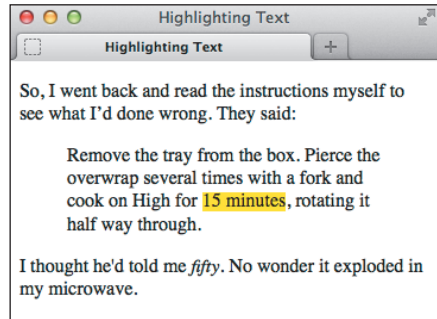 Highlighting Text
Highlighting Text
So, I went back and read the instructions myself to
see what I’d done wrong. They said:
Remove the tray from the box. Pierce the
overwrap several times with a fork and
cook on High for 15 minutes, rotating it
half way through.
I thought he'd told me fifty. No wonder it exploded in
my microwave.